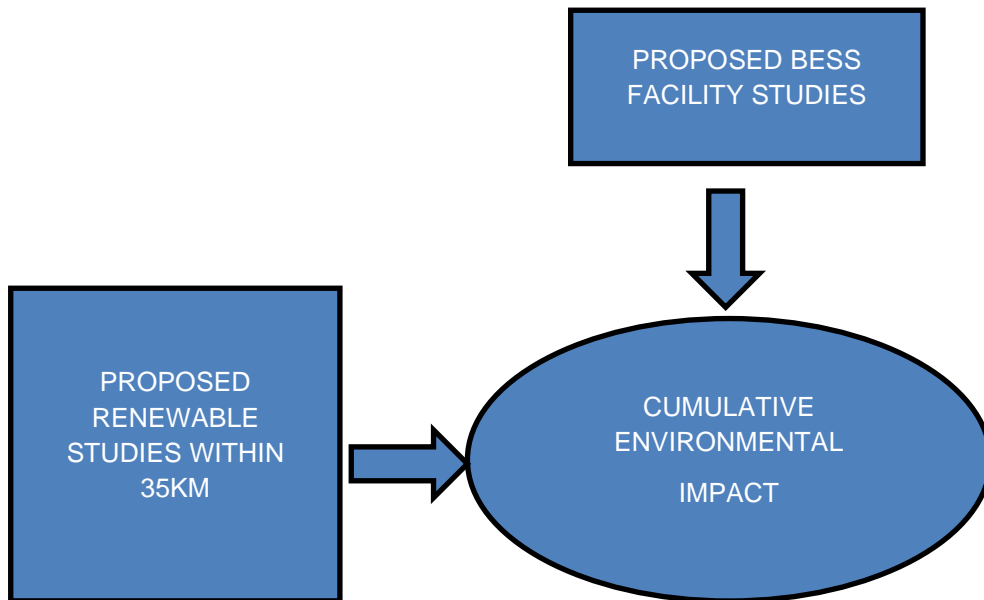 PROPOSED BESS
FACILITY STUDIES
PROPOSED
RENEWABLE
STUDIES WITHIN
35KM
CUMULATIVE
ENVIRONMENTAL
IMPACT